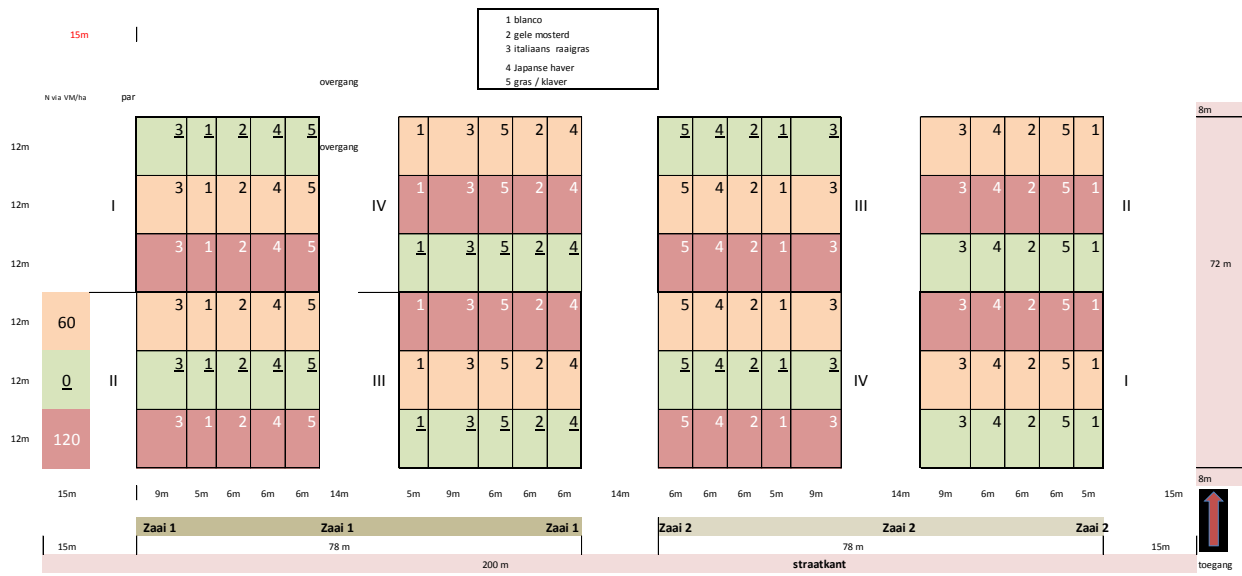 1 blanco
2 gele mosterd
3 italiaans raaigras
4 Japanse haver
5 gras / klaver
15m
overgang
N via VM/ha par
8m
12m 3 1 2 4 5 overgang 1 3 5 2 4 5 4 2 1 3 3 4 2 5 1
12m I 3 1 2 4 5 IV 1 3 5 2 4 5 4 2 1 3 III 3 4 2 5 1 II
12m 3 1 2 4 5 1 3 5 2 4 5 4 2 1 3 3 4 2 5 1 72 m
12m 60 3 1 2 4 5 1 3 5 2 4 5 4 2 1 3 3 4 2 5 1
12m 0 II 3 1 2 4 5 III 1 3 5 2 4 5 4 2 1 3 IV 3 4 2 5 1 I
12m 120 3 1 2 4 5 1 3 5 2 4 5 4 2 1 3 3 4 2 5 1
8m
15m 9m 5m 6m 6m 6m 14m 5m 9m 6m 6m 6m 14m 6m 6m 6m 5m 9m 14m 9m 6m 6m 6m 5m 15m
Zaai 1 Zaai 1 Zaai 1 Zaai 2 Zaai 2 Zaai 2
15m 78 m 78 m 15m
200 m straatkant toegang